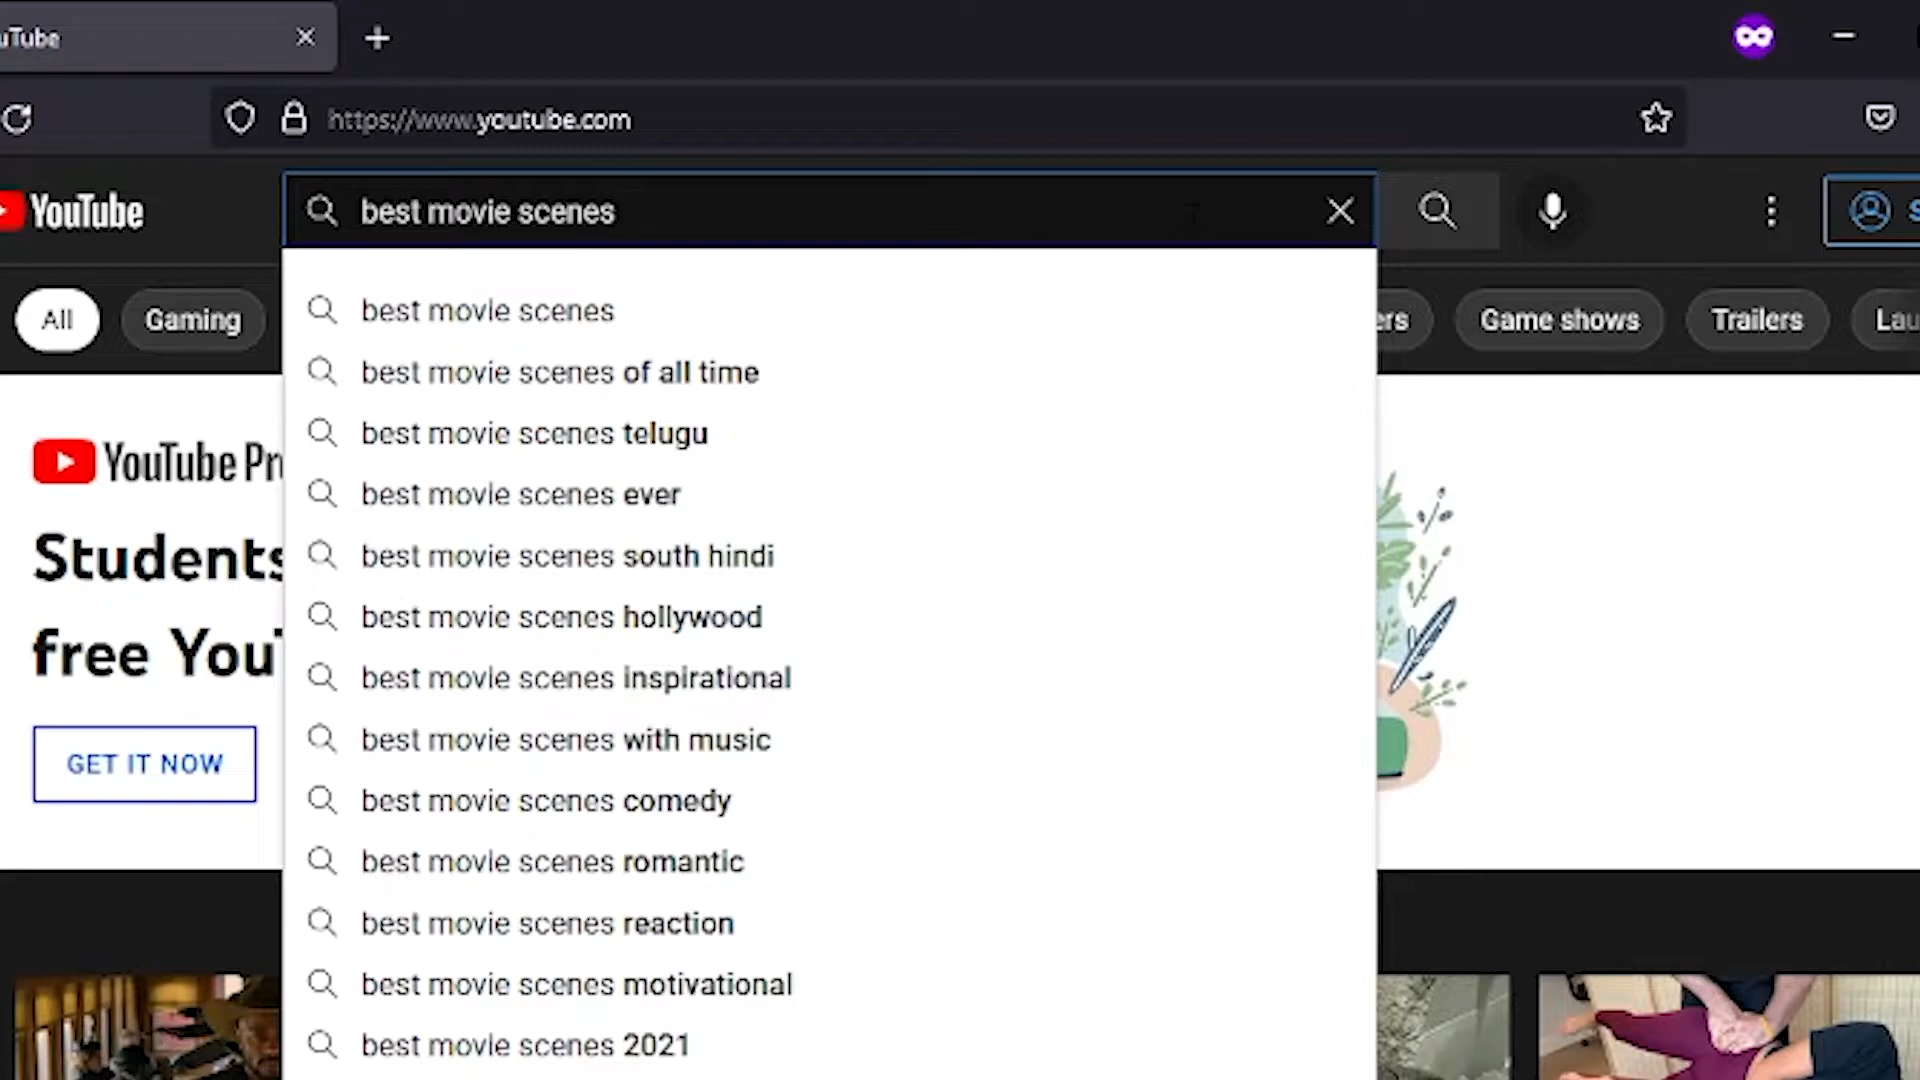 uTube
https://www.youtube.com
YouTube
best movie scenes
All
Gaming
ers
Game shows
Trailers
Lau
best movie scenes
best movie scenes of all time
best movie scenes telugu
best movie scenes ever
best movie scenes south hindi
best movie scenes hollywood
best movie scenes inspirational
best movie scenes with music
best movie scenes comedy
best movie scenes romantic
best movie scenes reaction
best movie scenes motivational
best movie scenes 2021
YouTube Pr
Students
free You
GET IT NOW